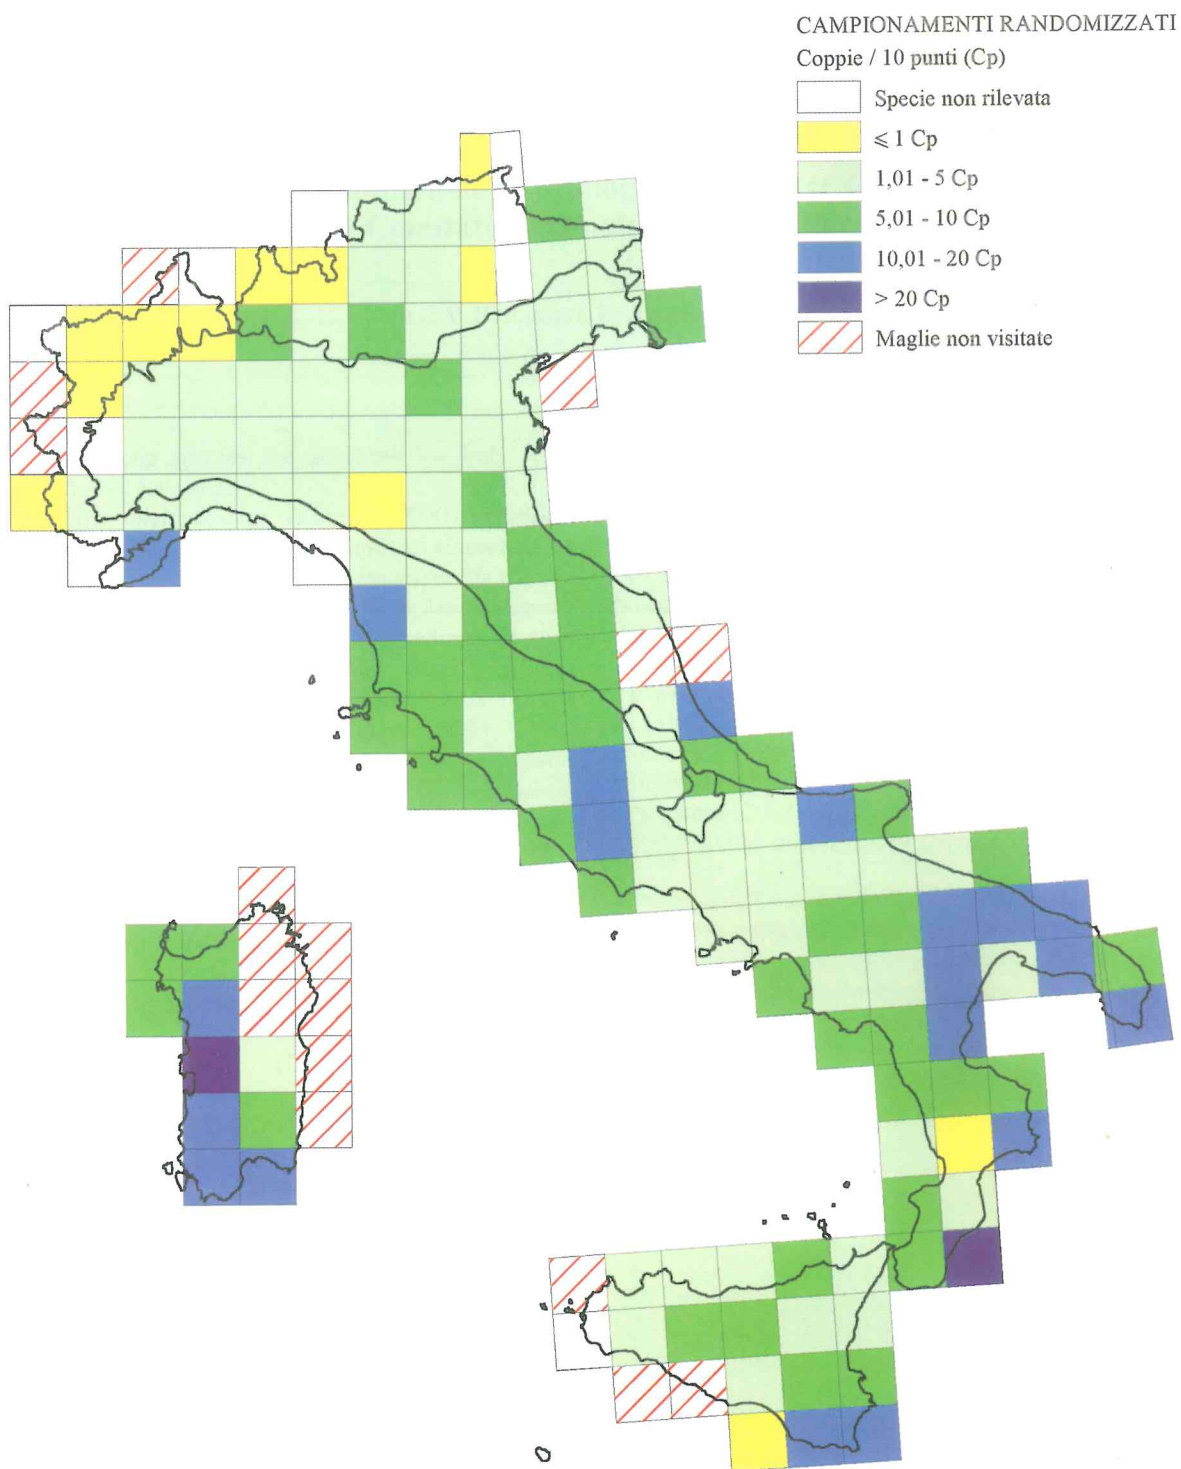 CAMPIONAMENTI RANDOMIZZATI
Coppie / 10 punti (Cp)
Specie non rilevata
⩽ 1 Cp
1,01 - 5 Cp
5,01 - 10 Cp
10,01 - 20 Cp
> 20 Cp
Maglie non visitate